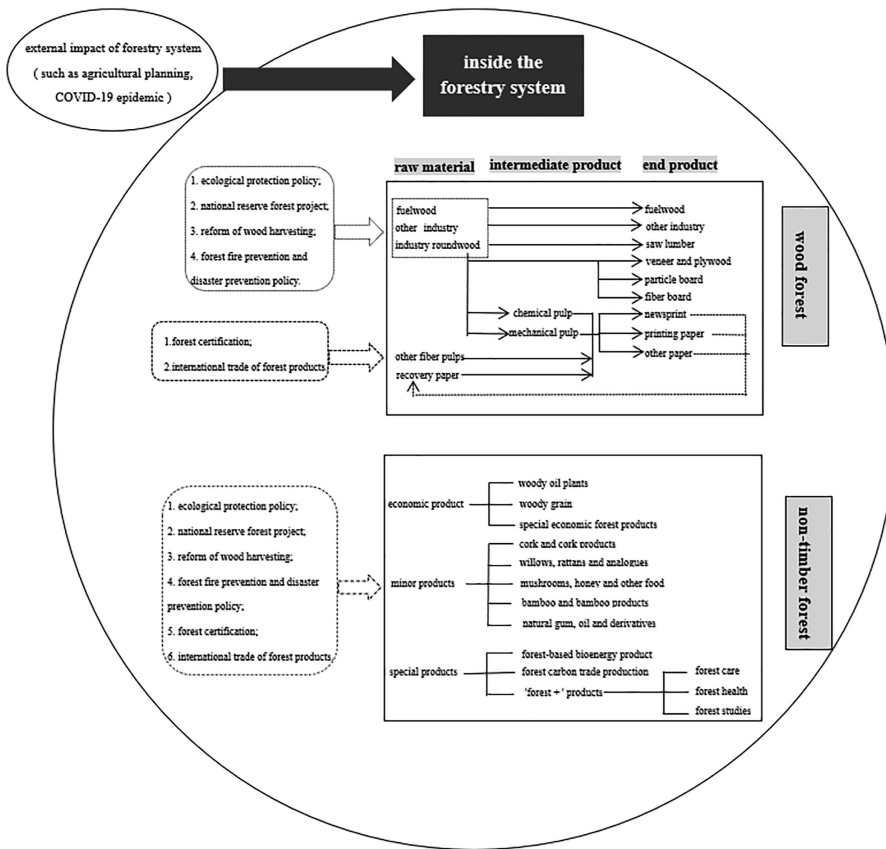 external impact of forestry system
( such as agricultural planning,
COVID-19 epidemic )
inside the
forestry system
raw material
intermediate product
end product
1. ecological protection policy;
2. national reserve forest project;
3. reform of wood harvesting;
4. forest fire prevention and
disaster prevention policy.
1.forest certification;
2.international trade of forest products
fuelwood
other industry
industry roundwood
other fiber pulps
recovery paper
chemical pulp
mechanical pulp
fuelwood
other industry
saw lumber
veneer and plywood
particle board
fiber board
newsprint
printing paper
other paper
wood forest
1. ecological protection policy;
2. national reserve forest project;
3. reform of wood harvesting;
4. forest fire prevention and disaster
prevention policy;
5. forest certification;
6. international trade of forest products.
economic product
woody oil plants
woody grain
special economic forest products
minor products
cork and cork products
willows, rattans and analogues
mushrooms, honey and other food
bamboo and bamboo products
natural gum, oil and derivatives
special products
forest-based bioenergy product
forest carbon trade production
'forest +' products
forest care
forest health
forest studies
non-timber forest